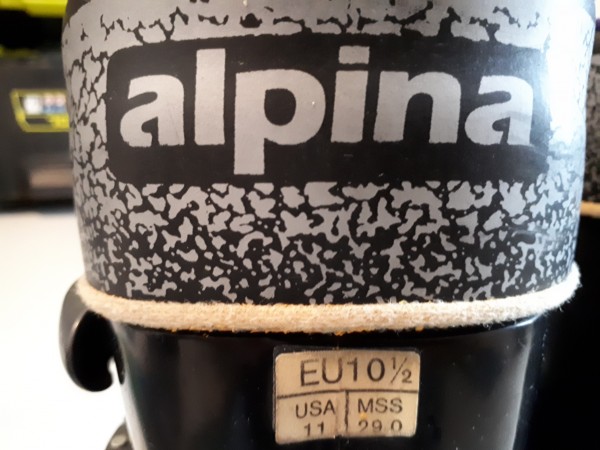 alpina
EU10½
USA MSS
11 29.0